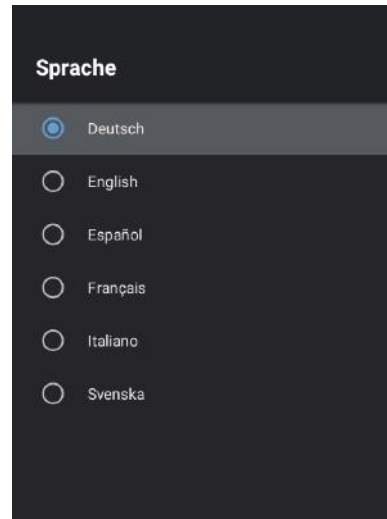 Sprache
Deutsch
English
Español
Français
Italiano
Svenska